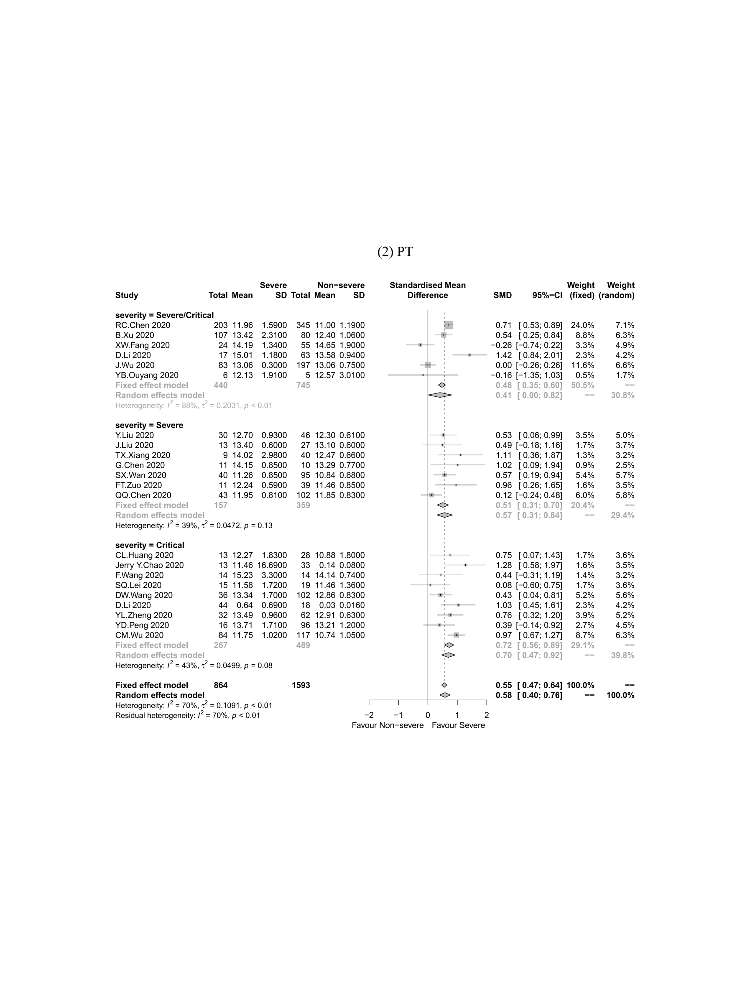 (2) PT
Severe Non−severe Standardised Mean Weight Weight
Study Total Mean SD Total Mean SD Difference SMD 95%−CI (fixed) (random)
severity = Severe/Critical
RC.Chen 2020 203 11.96 1.5900 345 11.00 1.1900 0.71 [ 0.53; 0.89] 24.0% 7.1%
B.Xu 2020 107 13.42 2.3100 80 12.40 1.0600 0.54 [ 0.25; 0.84] 8.8% 6.3%
XW.Fang 2020 24 14.19 1.3400 55 14.65 1.9000 −0.26 [−0.74; 0.22] 3.3% 4.9%
D.Li 2020 17 15.01 1.1800 63 13.58 0.9400 1.42 [ 0.84; 2.01] 2.3% 4.2%
J.Wu 2020 83 13.06 0.3000 197 13.06 0.7500 0.00 [−0.26; 0.26] 11.6% 6.6%
YB.Ouyang 2020 6 12.13 1.9100 5 12.57 3.0100 −0.16 [−1.35; 1.03] 0.5% 1.7%
Fixed effect model 440 745 0.48 [ 0.35; 0.60] 50.5% −−
Random effects model 0.41 [ 0.00; 0.82] −− 30.8%
Heterogeneity: I² = 88%, τ² = 0.2031, p < 0.01
severity = Severe
Y.Liu 2020 30 12.70 0.9300 46 12.30 0.6100 0.53 [ 0.06; 0.99] 3.5% 5.0%
J.Liu 2020 13 13.40 0.6000 27 13.10 0.6000 0.49 [−0.18; 1.16] 1.7% 3.7%
TX.Xiang 2020 9 14.02 2.9800 40 12.47 0.6600 1.11 [ 0.36; 1.87] 1.3% 3.2%
G.Chen 2020 11 14.15 0.8500 10 13.29 0.7700 1.02 [ 0.09; 1.94] 0.9% 2.5%
SX.Wan 2020 40 11.26 0.8500 95 10.84 0.6800 0.57 [ 0.19; 0.94] 5.4% 5.7%
FT.Zuo 2020 11 12.24 0.5900 39 11.46 0.8500 0.96 [ 0.26; 1.65] 1.6% 3.5%
QQ.Chen 2020 43 11.95 0.8100 102 11.85 0.8300 0.12 [−0.24; 0.48] 6.0% 5.8%
Fixed effect model 157 359 0.51 [ 0.31; 0.70] 20.4% −−
Random effects model 0.57 [ 0.31; 0.84] −− 29.4%
Heterogeneity: I² = 39%, τ² = 0.0472, p = 0.13
severity = Critical
CL.Huang 2020 13 12.27 1.8300 28 10.88 1.8000 0.75 [ 0.07; 1.43] 1.7% 3.6%
Jerry Y.Chao 2020 13 11.46 16.6900 33 0.14 0.0800 1.28 [ 0.58; 1.97] 1.6% 3.5%
F.Wang 2020 14 15.23 3.3000 14 14.14 0.7400 0.44 [−0.31; 1.19] 1.4% 3.2%
SQ.Lei 2020 15 11.58 1.7200 19 11.46 1.3600 0.08 [−0.60; 0.75] 1.7% 3.6%
DW.Wang 2020 36 13.34 1.7000 102 12.86 0.8300 0.43 [ 0.04; 0.81] 5.2% 5.6%
D.Li 2020 44 0.64 0.6900 18 0.03 0.0160 1.03 [ 0.45; 1.61] 2.3% 4.2%
YL.Zheng 2020 32 13.49 0.9600 62 12.91 0.6300 0.76 [ 0.32; 1.20] 3.9% 5.2%
YD.Peng 2020 16 13.71 1.7100 96 13.21 1.2000 0.39 [−0.14; 0.92] 2.7% 4.5%
CM.Wu 2020 84 11.75 1.0200 117 10.74 1.0500 0.97 [ 0.67; 1.27] 8.7% 6.3%
Fixed effect model 267 489 0.72 [ 0.56; 0.89] 29.1% −−
Random effects model 0.70 [ 0.47; 0.92] −− 39.8%
Heterogeneity: I² = 43%, τ² = 0.0499, p = 0.08
Fixed effect model 864 1593 0.55 [ 0.47; 0.64] 100.0% −−
Random effects model 0.58 [ 0.40; 0.76] −− 100.0%
Heterogeneity: I² = 70%, τ² = 0.1091, p < 0.01
Residual heterogeneity: I² = 70%, p < 0.01
−2 −1 0 1 2
Favour Non−severe Favour Severe